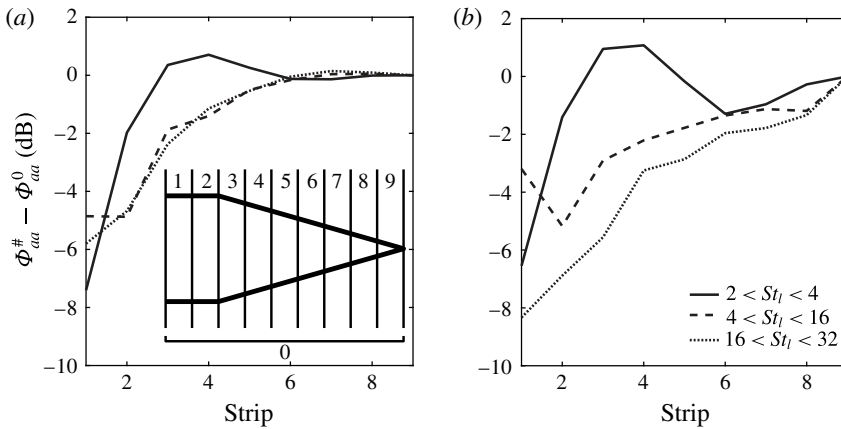 (a)
2
0
−2
−4
−6
−8
−10
Φ#aa − Φ0aa (dB)
1 2 3 4 5 6 7 8 9
0
2 4 6 8
Strip
(b)
2
0
−2
−4
−6
−8
−10
2 < Stl < 4
4 < Stl < 16
16 < Stl < 32
2 4 6 8
Strip